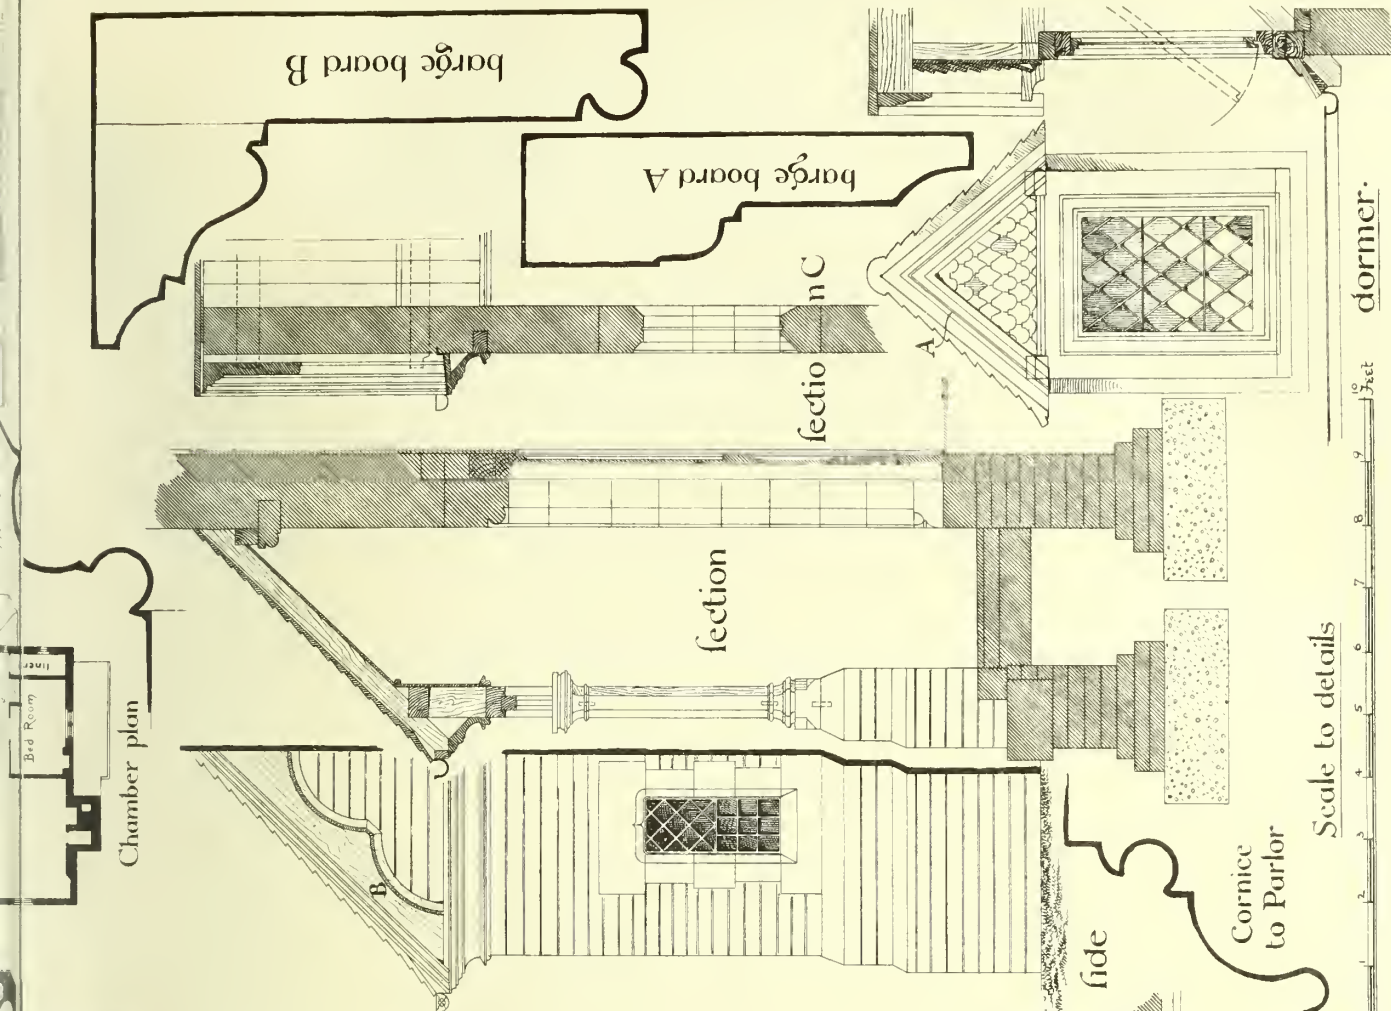 barge board B
barge board A
section C
A
dormer.
section
Bed Room
linen
Chamber plan
B
side
Cornice
to Parlor
Scale to details
1 2 3 4 5 6 7 8 9 10 Feet